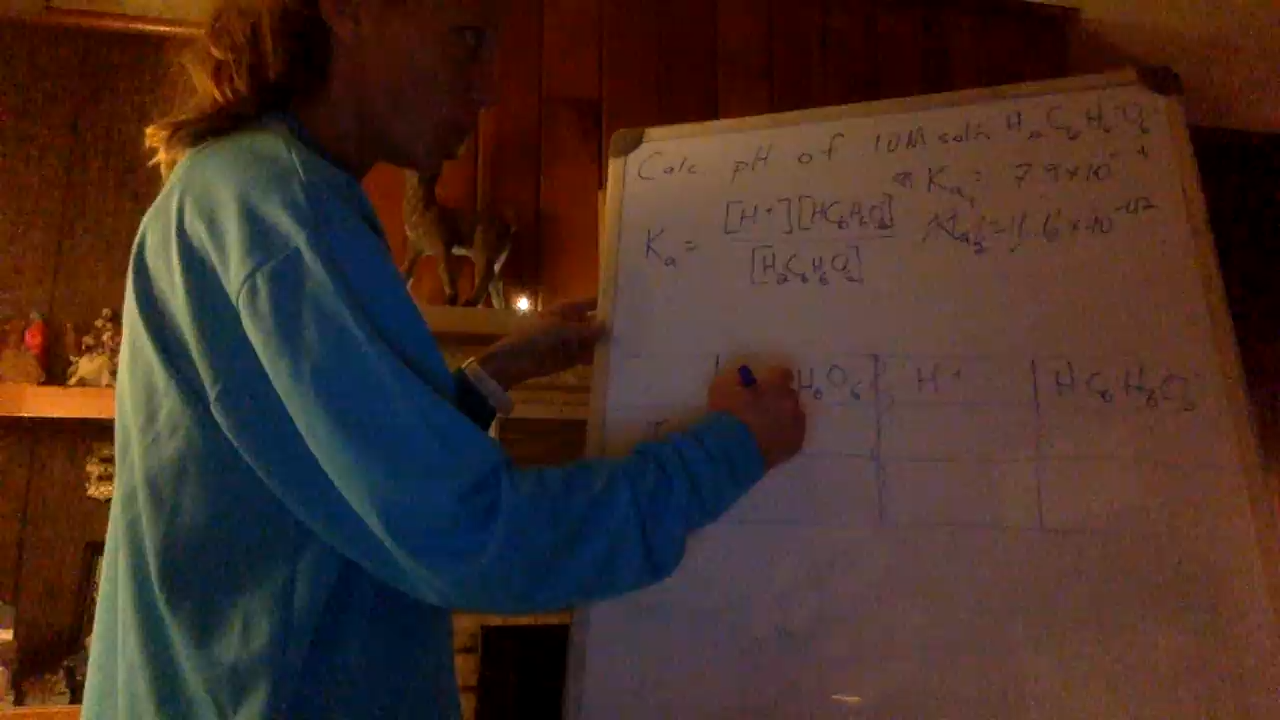 Calc pH of 10M soln H₂C₆H₆O₆
Kₐ₁ = 7.9×10⁻⁴
Kₐ = [H⁺][HC₆H₆O₆] / [H₂C₆H₆O₆]
Kₐ₂ = 1.6×10⁻¹²
H₆O₆ H⁺ HC₆H₆O₆
I